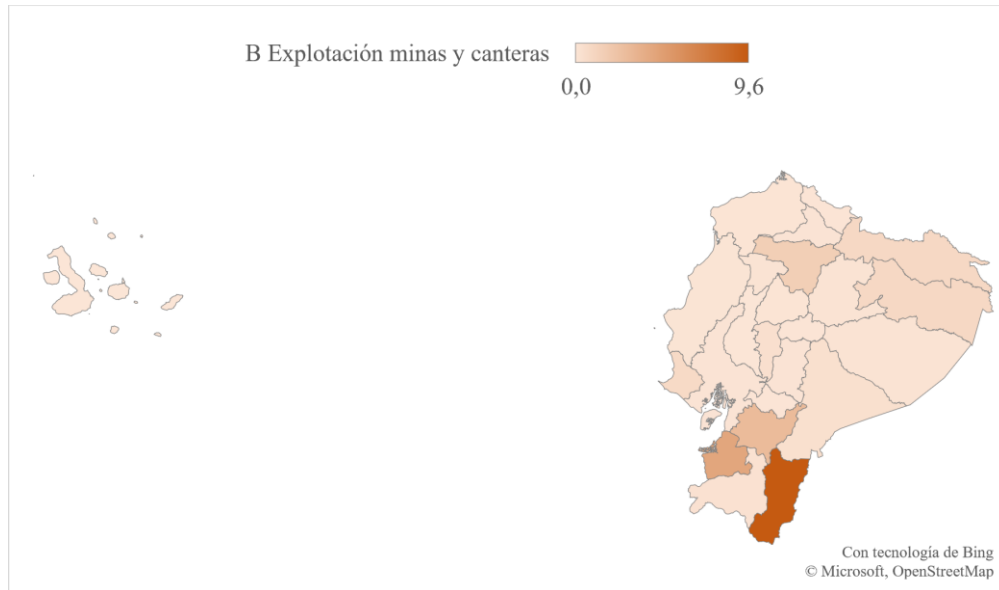 B Explotación minas y canteras
0,0 9,6
Con tecnología de Bing
© Microsoft, OpenStreetMap